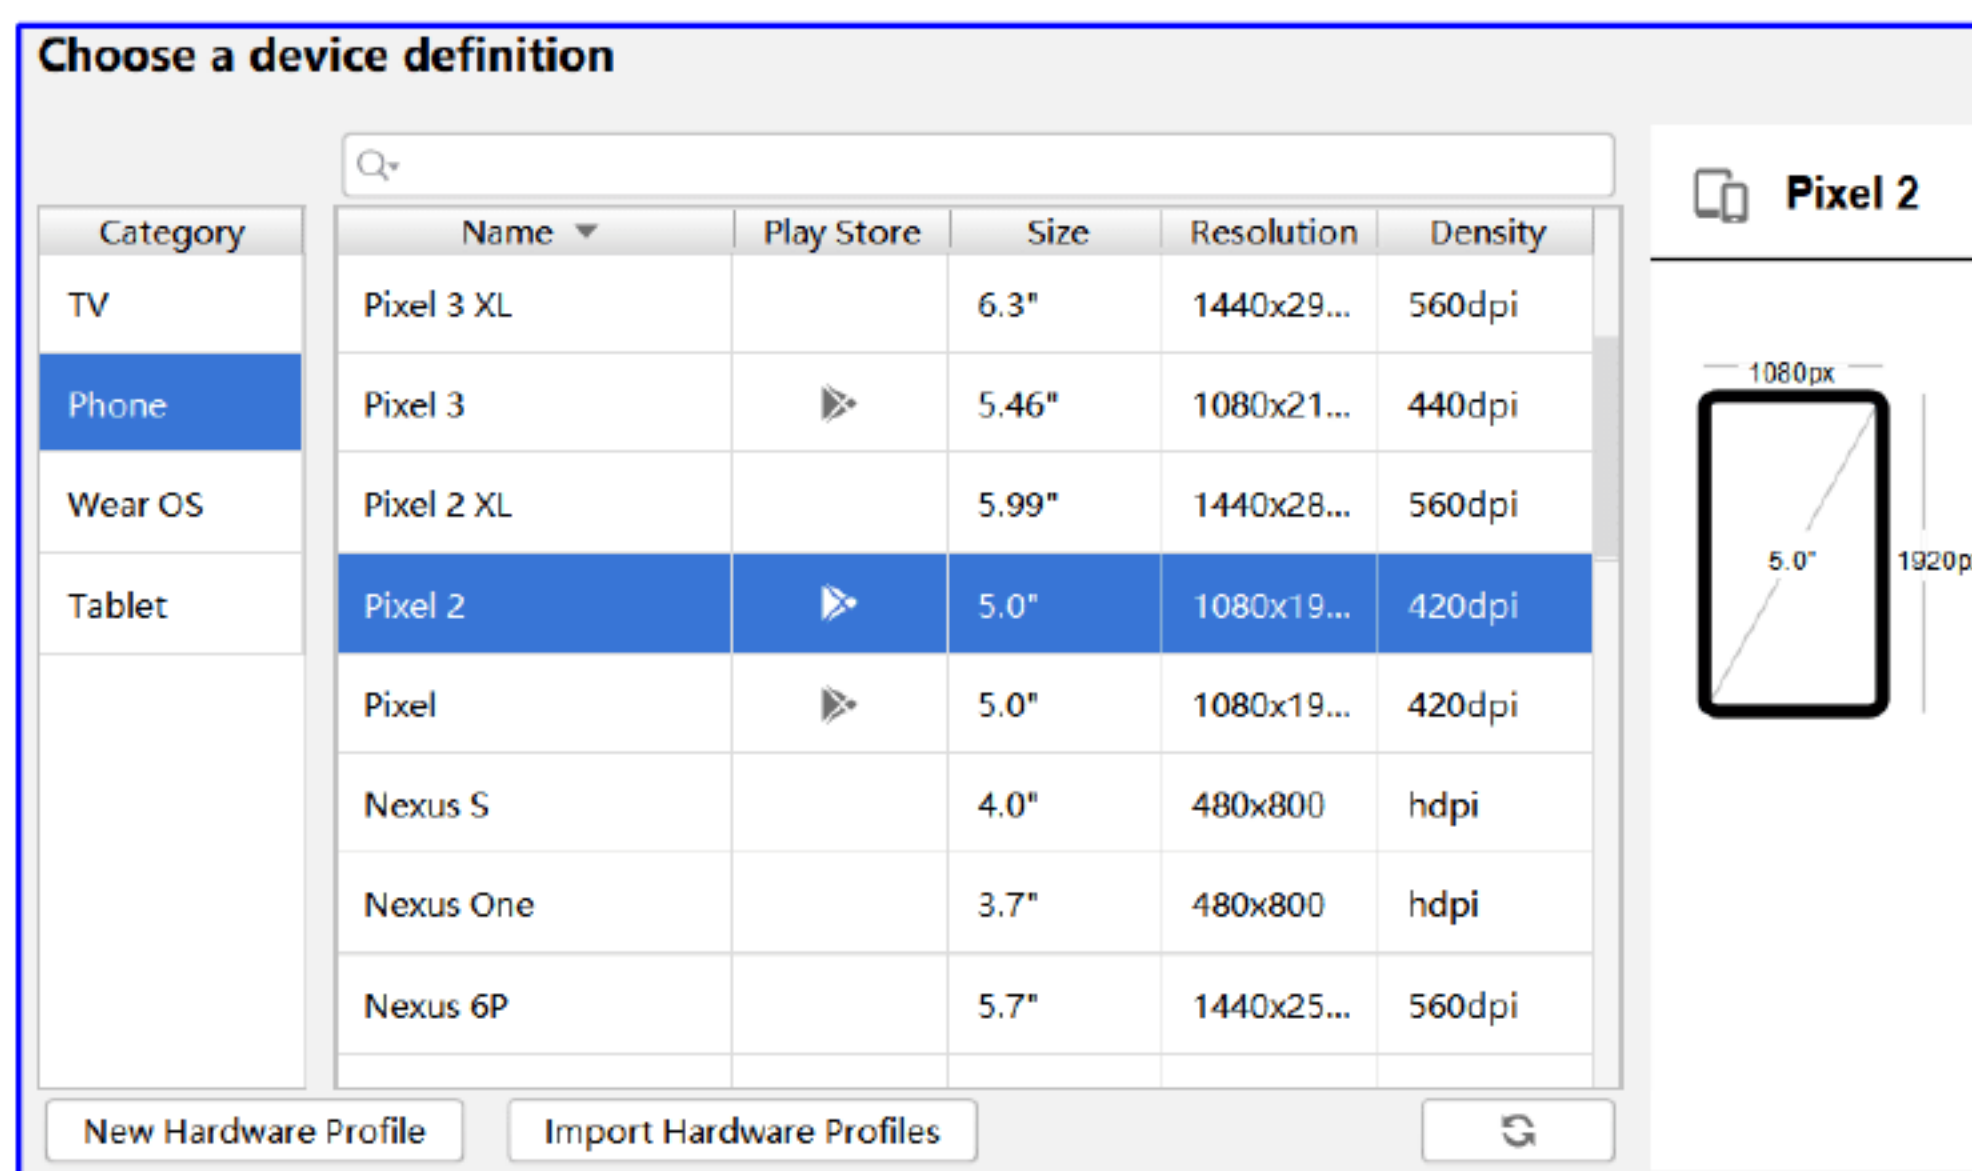 Choose a device definition
Pixel 2
Category Name Play Store Size Resolution Density
TV Pixel 3 XL 6.3" 1440x29... 560dpi
Phone Pixel 3 5.46" 1080x21... 440dpi
Wear OS Pixel 2 XL 5.99" 1440x28... 560dpi
Tablet Pixel 2 5.0" 1080x19... 420dpi
Pixel 5.0" 1080x19... 420dpi
Nexus S 4.0" 480x800 hdpi
Nexus One 3.7" 480x800 hdpi
Nexus 6P 5.7" 1440x25... 560dpi
1080px
5.0" 1920p
New Hardware Profile Import Hardware Profiles